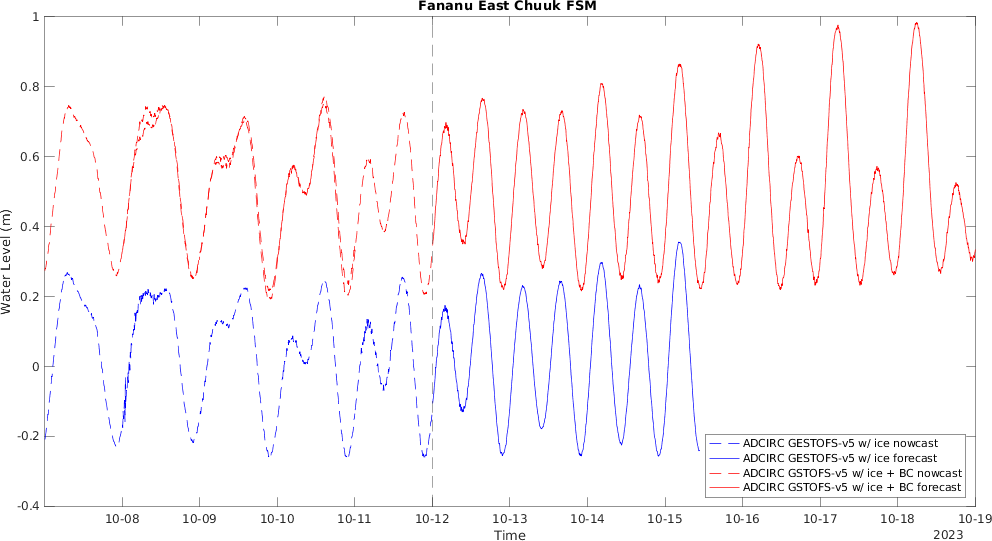 Fananu East Chuuk FSM
1
0.8
0.6
0.4
0.2
0
-0.2
-0.4
Water Level (m)
ADCIRC GESTOFS-v5 w/ ice nowcast
ADCIRC GESTOFS-v5 w/ ice forecast
ADCIRC GSTOFS-v5 w/ ice + BC nowcast
ADCIRC GSTOFS-v5 w/ ice + BC forecast
10-08 10-09 10-10 10-11 10-12 10-13 10-14 10-15 10-16 10-17 10-18 10-19
Time
2023